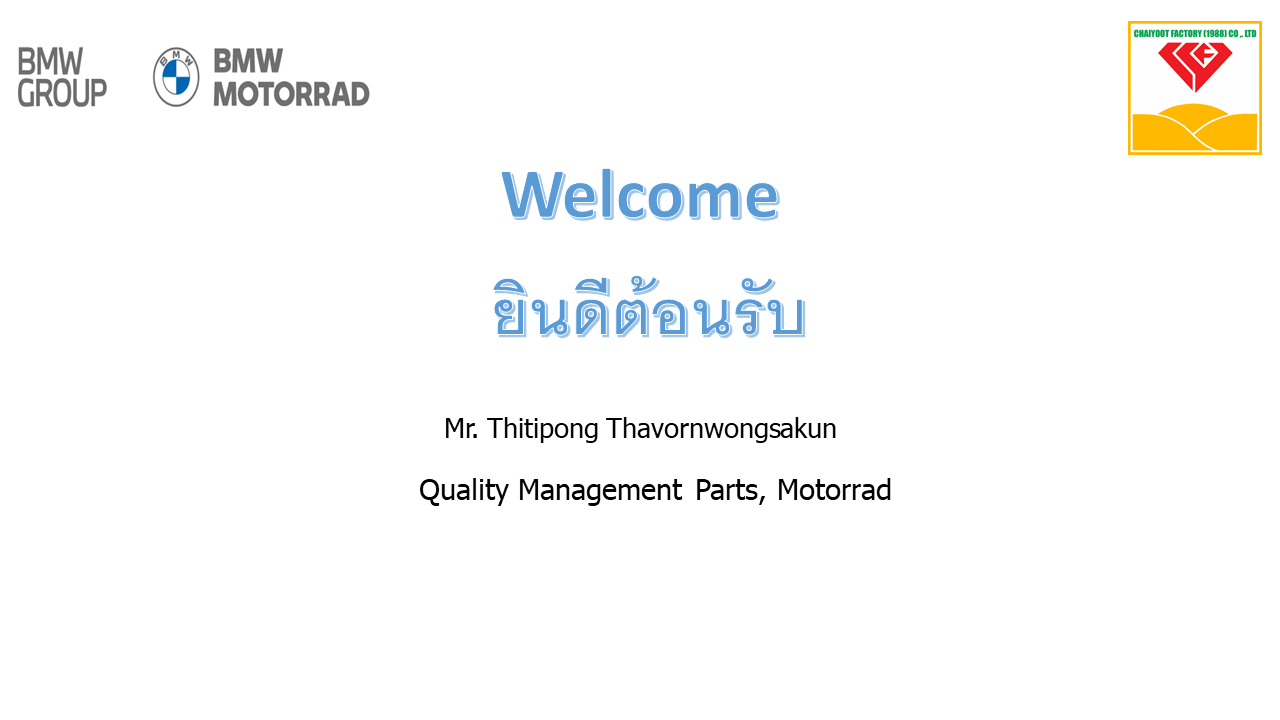 BMW
GROUP
BMW
BMW
MOTORRAD
CHAIYOOT FACTORY (1988) CO ,. LTD
Welcome
ยินดีต้อนรับ
Mr. Thitipong Thavornwongsakun
Quality Management Parts, Motorrad